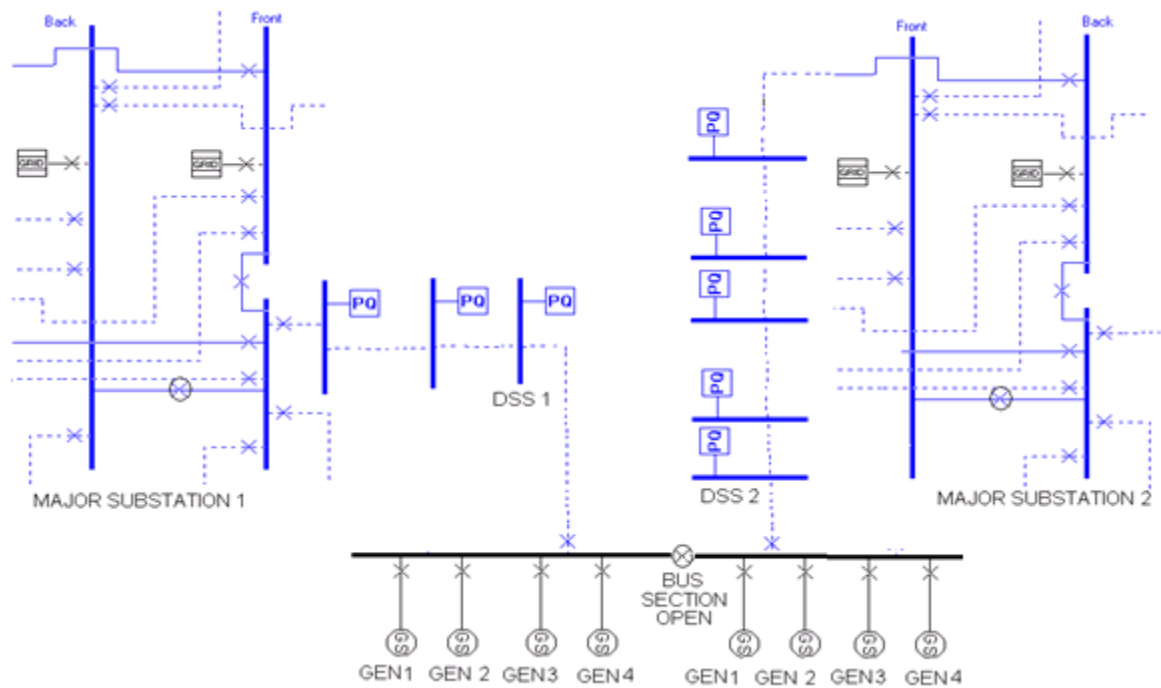 Back
Front
Front
Back
PQ
GRID
GRID
GRID
GRID
PQ
PQ
PQ
PQ
PQ
PQ
PQ
DSS 1
PQ
DSS 2
MAJOR SUBSTATION 1
MAJOR SUBSTATION 2
BUS
SECTION
OPEN
GS
GS
GS
GS
GS
GS
GS
GS
GEN1
GEN 2
GEN3
GEN4
GEN1
GEN 2
GEN3
GEN4